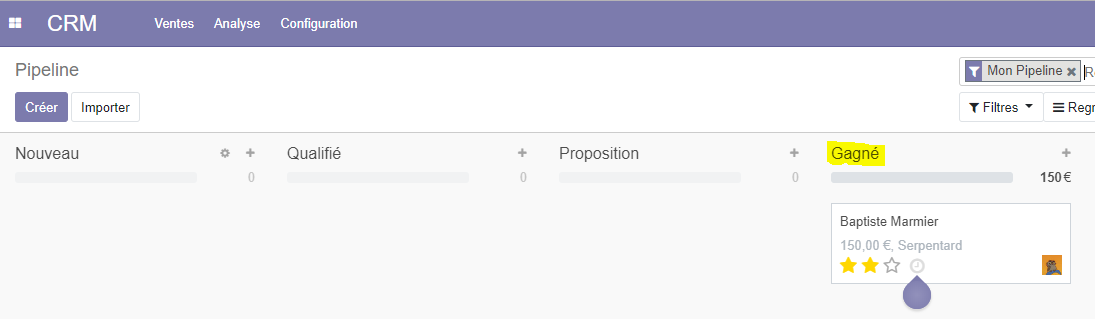 CRM Ventes Analyse Configuration
Pipeline
Mon Pipeline
Créer Importer
Filtres Regr
Nouveau + Qualifié + Proposition + Gagné +
0 0 0 150 €
Baptiste Marmier
150,00 €, Serpentard